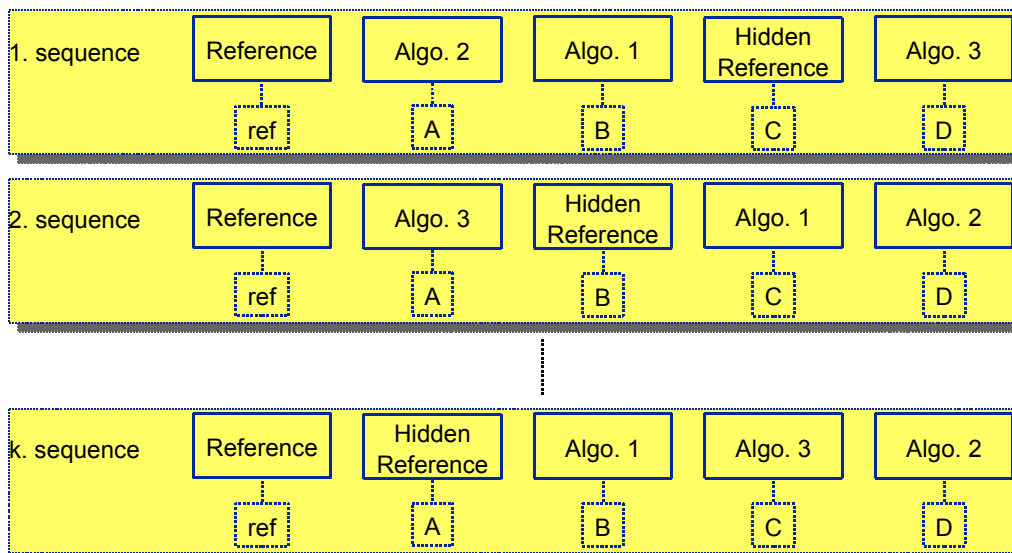 1. sequence
Reference
Algo. 2
Algo. 1
Hidden
Reference
Algo. 3
ref
A
B
C
D
2. sequence
Reference
Algo. 3
Hidden
Reference
Algo. 1
Algo. 2
ref
A
B
C
D
k. sequence
Reference
Hidden
Reference
Algo. 1
Algo. 3
Algo. 2
ref
A
B
C
D